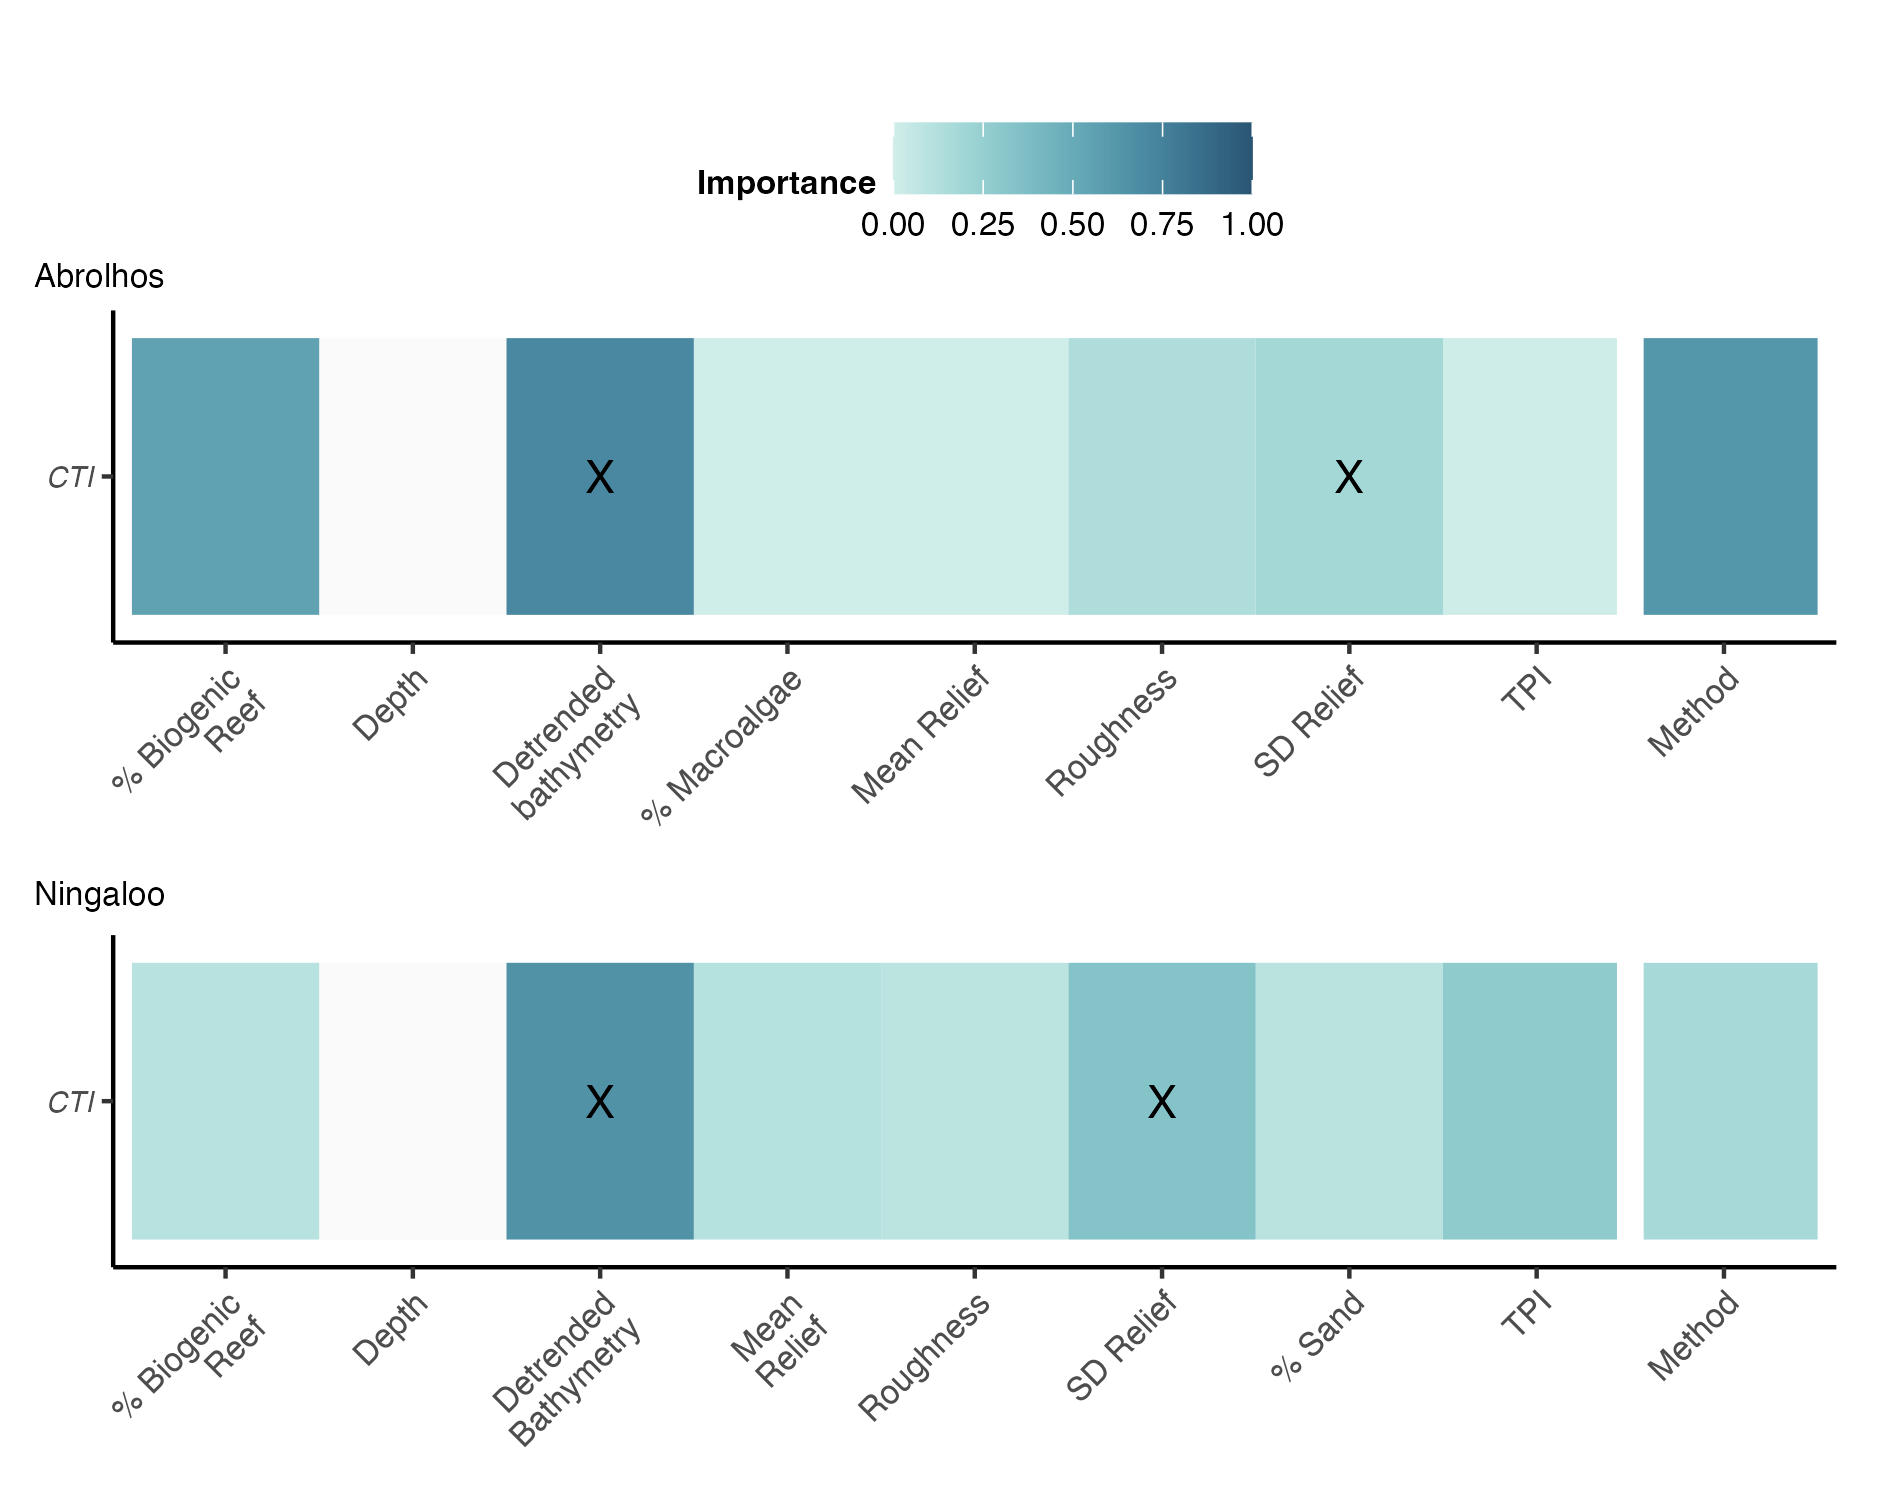 Importance
0.00 0.25 0.50 0.75 1.00
Abrolhos
CTI
X X
% Biogenic
Reef
Depth
Detrended
bathymetry
% Macroalgae
Mean Relief
Roughness
SD Relief
TPI
Method
Ningaloo
CTI
X X
% Biogenic
Reef
Depth
Detrended
Bathymetry
Mean
Relief
Roughness
SD Relief
% Sand
TPI
Method